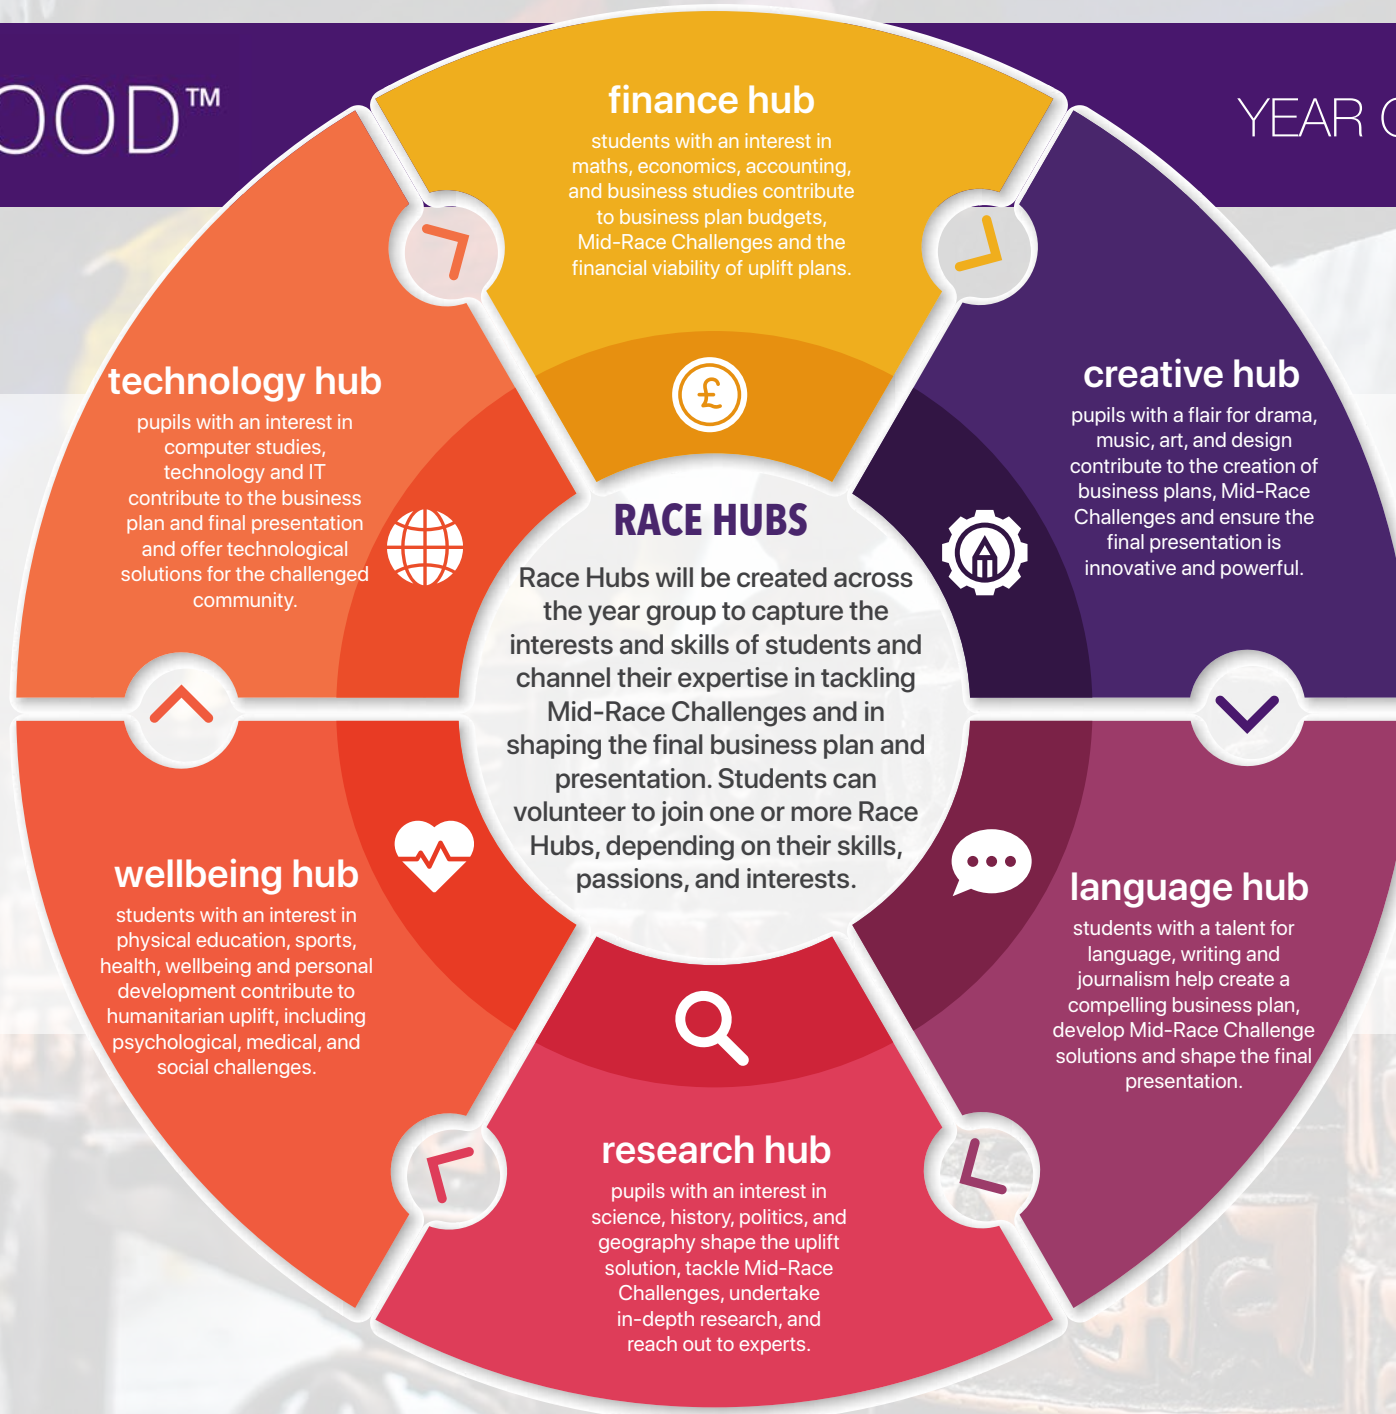 OOD™
YEAR
finance hub
students with an interest in
maths, economics, accounting,
and business studies contribute
to business plan budgets,
Mid-Race Challenges and the
financial viability of uplift plans.
technology hub
pupils with an interest in
computer studies,
technology and IT
contribute to the business
plan and final presentation
and offer technological
solutions for the challenged
community.
creative hub
pupils with a flair for drama,
music, art, and design
contribute to the creation of
business plans, Mid-Race
Challenges and ensure the
final presentation is
innovative and powerful.
RACE HUBS
Race Hubs will be created across
the year group to capture the
interests and skills of students and
channel their expertise in tackling
Mid-Race Challenges and in
shaping the final business plan and
presentation. Students can
volunteer to join one or more Race
Hubs, depending on their skills,
passions, and interests.
wellbeing hub
students with an interest in
physical education, sports,
health, wellbeing and personal
development contribute to
humanitarian uplift, including
psychological, medical, and
social challenges.
language hub
students with a talent for
language, writing and
journalism help create a
compelling business plan,
develop Mid-Race Challenge
solutions and shape the final
presentation.
research hub
pupils with an interest in
science, history, politics, and
geography shape the uplift
solution, tackle Mid-Race
Challenges, undertake
in-depth research, and
reach out to experts.